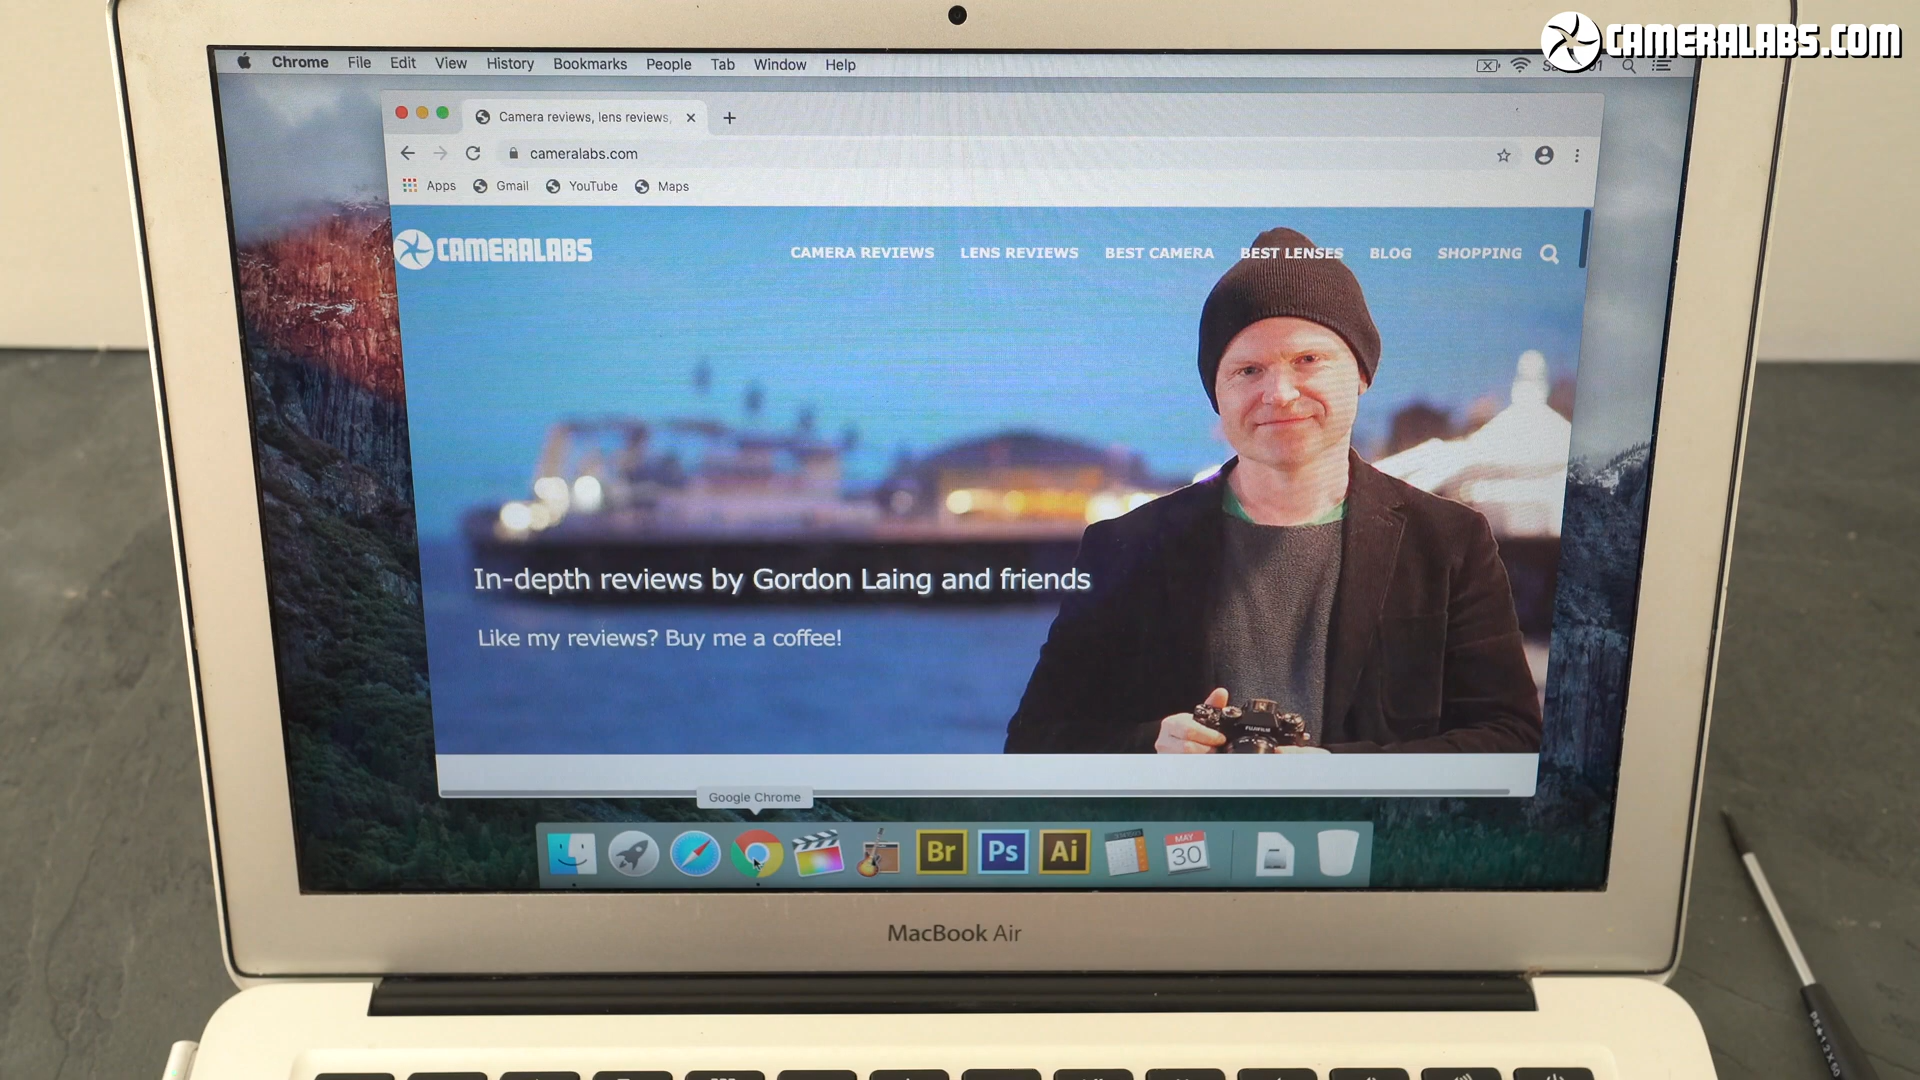 CAMERALABS.COM
Chrome File Edit View History Bookmarks People Tab Window Help
Camera reviews, lens reviews,
cameralabs.com
Apps Gmail YouTube Maps
CAMERALABS
CAMERA REVIEWS LENS REVIEWS BEST CAMERA BEST LENSES BLOG SHOPPING
FUJIFILM
In-depth reviews by Gordon Laing and friends
Like my reviews? Buy me a coffee!
Google Chrome
Br Ps Ai
MAY
30
MacBook Air